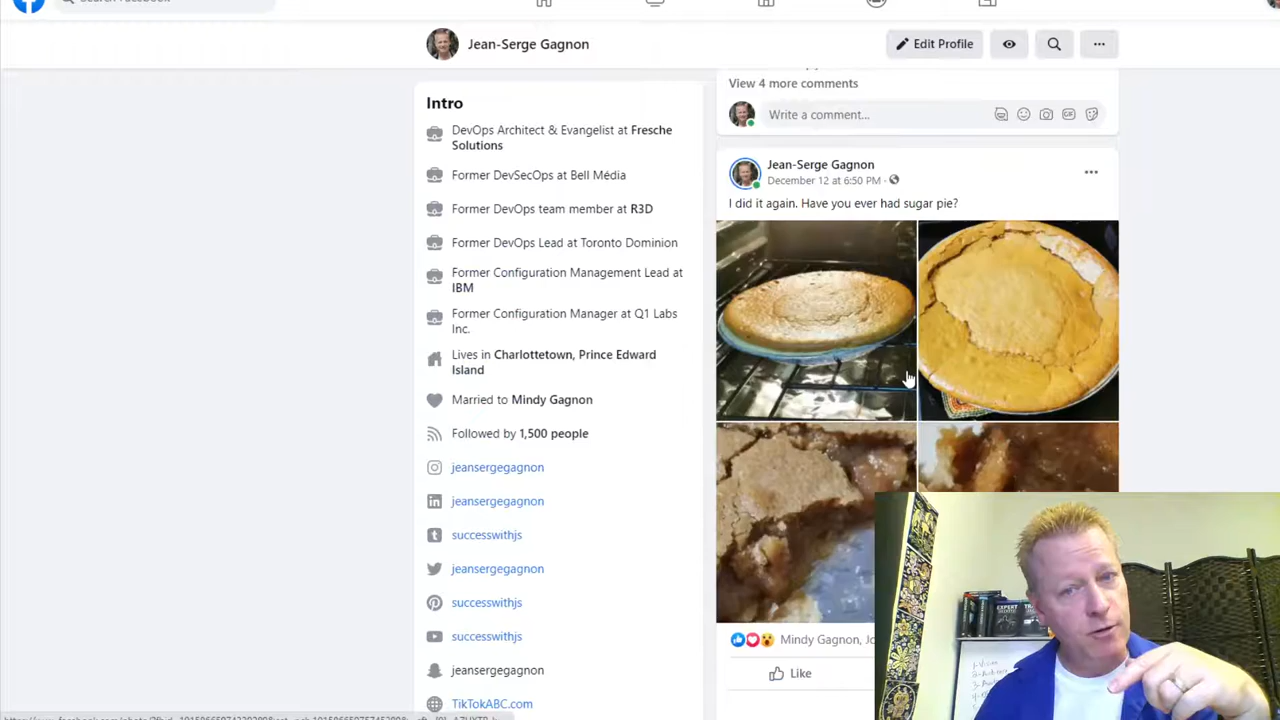 Search Facebook
Jean-Serge Gagnon
Edit Profile
Intro
DevOps Architect & Evangelist at Fresche
Solutions
Former DevSecOps at Bell Média
Former DevOps team member at R3D
Former DevOps Lead at Toronto Dominion
Former Configuration Management Lead at
IBM
Former Configuration Manager at Q1 Labs
Inc.
Lives in Charlottetown, Prince Edward
Island
Married to Mindy Gagnon
Followed by 1,500 people
jeansergegagnon
jeansergegagnon
successwithjs
jeansergegagnon
successwithjs
successwithjs
jeansergegagnon
TikTokABC.com
View 4 more comments
Write a comment...
GIF
Jean-Serge Gagnon
December 12 at 6:50 PM ·
I did it again. Have you ever had sugar pie?
Mindy Gagnon,
Like
EXPERT